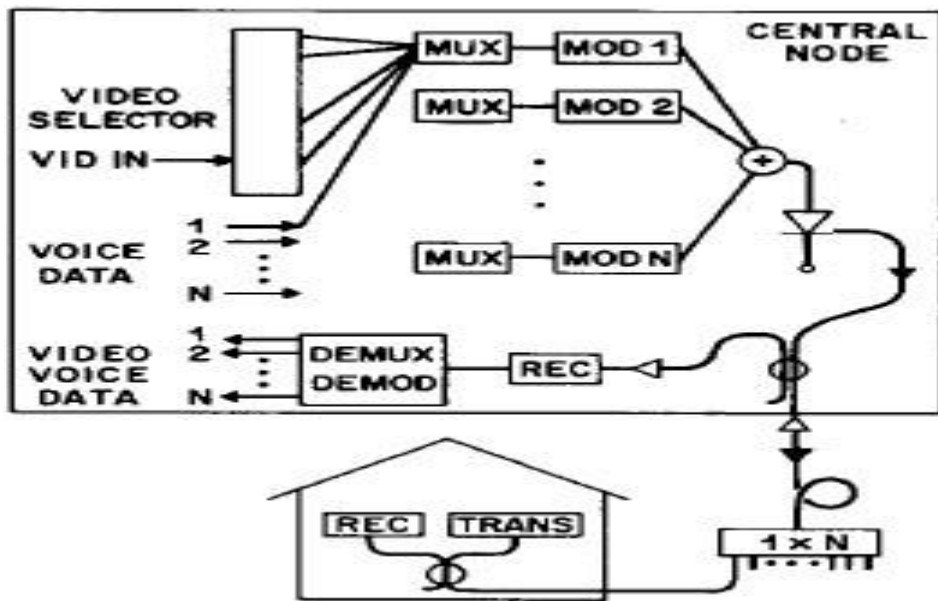 CENTRAL NODE
VIDEO SELECTOR
VID IN
MUX MOD 1
MUX MOD 2
MUX MOD N
+
VOICE DATA
1
2
N
VIDEO VOICE DATA
1
2
N
DEMUX DEMOD
REC
REC TRANS
1 × N